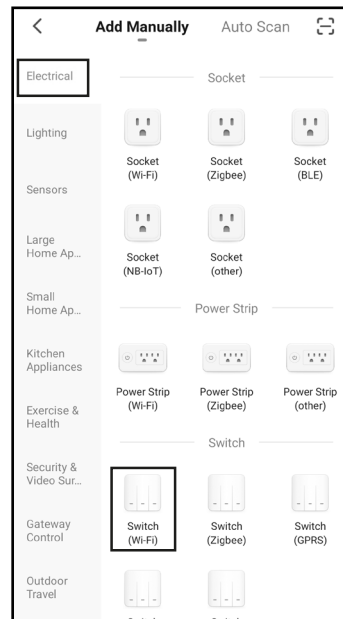 Add Manually
Auto Scan
Electrical
Lighting
Sensors
Large
Home Ap...
Small
Home Ap...
Kitchen
Appliances
Exercise &
Health
Security &
Video Sur...
Gateway
Control
Outdoor
Travel
Socket
Socket
(Wi-Fi)
Socket
(Zigbee)
Socket
(BLE)
Socket
(NB-IoT)
Socket
(other)
Power Strip
Power Strip
(Wi-Fi)
Power Strip
(Zigbee)
Power Strip
(other)
Switch
Switch
(Wi-Fi)
Switch
(Zigbee)
Switch
(GPRS)